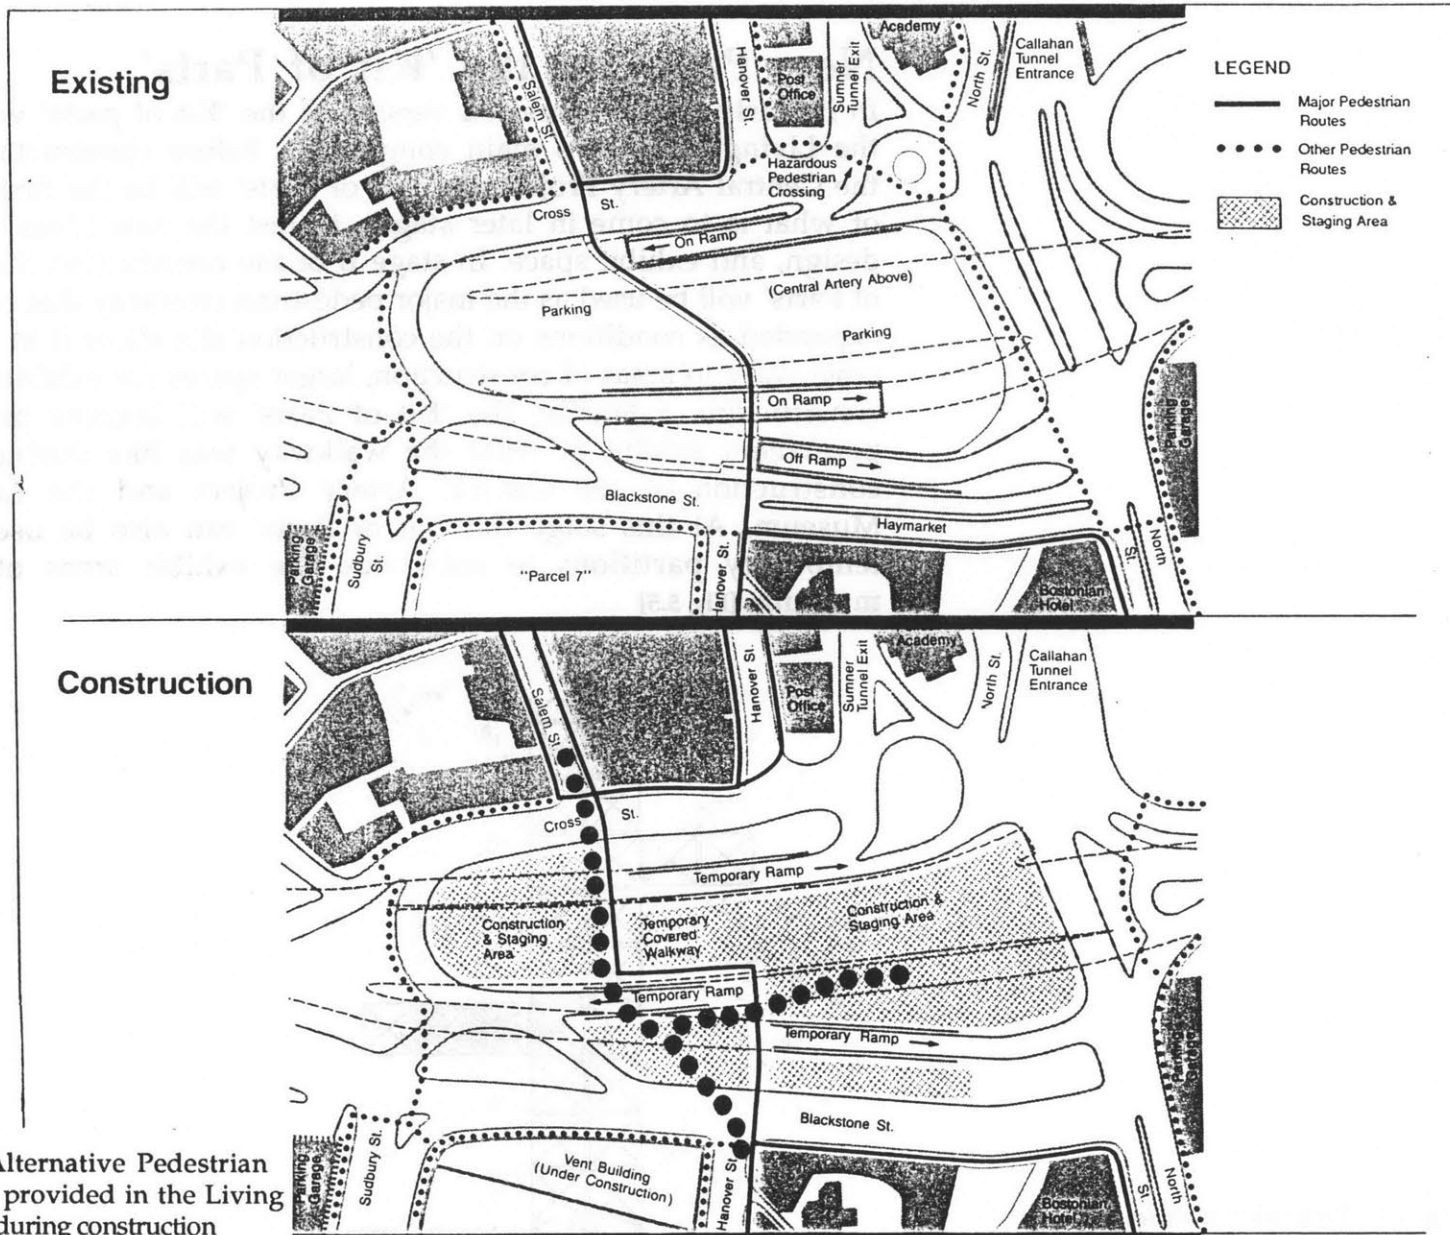 Existing
Academy
Callahan
Tunnel
Entrance
North St.
Sumner
Tunnel Exit
Post
Office
Hanover St.
Salem St.
Hazardous
Pedestrian
Crossing
Cross St.
On Ramp
(Central Artery Above)
Parking
Parking
On Ramp
Off Ramp
Blackstone St.
Haymarket
Parking
Garage
Parking
Garage
Sudbury
St.
"Parcel 7"
Hanover St.
Bostonian
Hotel
St.
North
LEGEND
Major Pedestrian
Routes
Other Pedestrian
Routes
Construction &
Staging Area
Construction
Academy
Callahan
Tunnel
Entrance
North St.
Sumner
Tunnel Exit
Post
Office
Hanover St.
Salem St.
Cross St.
Temporary Ramp
Construction
& Staging
Area
Temporary
Covered
Walkway
Construction &
Staging Area
Temporary Ramp
Temporary Ramp
Blackstone St.
Parking
Garage
Parking
Garage
Sudbury St.
Vent Building
(Under Construction)
Hanover St.
Bostonian
Hotel
St.
North
Alternative Pedestrian
provided in the Living
during construction